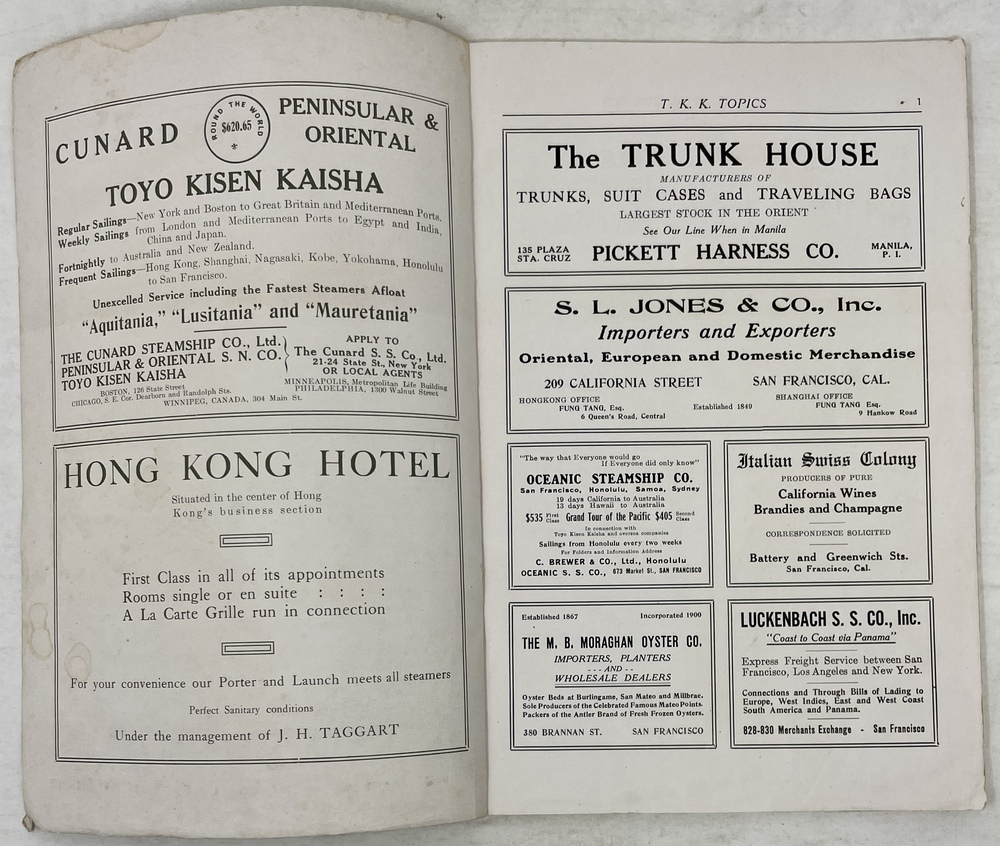 CUNARD
ROUND THE WORLD
$620.65
PENINSULAR &
ORIENTAL
TOYO KISEN KAISHA
Regular Sailings—New York and Boston to Great Britain and Mediterranean Ports.
Weekly Sailings from London and Mediterranean Ports to Egypt and India,
China and Japan.
Fortnightly to Australia and New Zealand.
Frequent Sailings—Hong Kong, Shanghai, Nagasaki, Kobe, Yokohama, Honolulu
to San Francisco.
Unexcelled Service including the Fastest Steamers Afloat
"Aquitania," "Lusitania" and "Mauretania"
THE CUNARD STEAMSHIP CO., Ltd.
PENINSULAR & ORIENTAL S. N. CO.
TOYO KISEN KAISHA
APPLY TO
The Cunard S. S. Co., Ltd.
21-24 State St., New York
OR LOCAL AGENTS
BOSTON, 126 State Street
MINNEAPOLIS, Metropolitan Life Building
CHICAGO, S. E. Cor. Dearborn and Randolph Sts.
PHILADELPHIA, 1300 Walnut Street
WINNIPEG, CANADA, 304 Main St.
HONG KONG HOTEL
Situated in the center of Hong
Kong's business section
First Class in all of its appointments
Rooms single or en suite : : : :
A La Carte Grille run in connection
For your convenience our Porter and Launch meets all steamers
Perfect Sanitary conditions
Under the management of J. H. TAGGART
T. K. K. TOPICS 1
The TRUNK HOUSE
MANUFACTURERS OF
TRUNKS, SUIT CASES and TRAVELING BAGS
LARGEST STOCK IN THE ORIENT
See Our Line When in Manila
135 PLAZA
STA. CRUZ
PICKETT HARNESS CO.
MANILA,
P. I.
S. L. JONES & CO., Inc.
Importers and Exporters
Oriental, European and Domestic Merchandise
209 CALIFORNIA STREET SAN FRANCISCO, CAL.
HONGKONG OFFICE
FUNG TANG, Esq.
6 Queen's Road, Central
Established 1849
SHANGHAI OFFICE
FUNG TANG Esq.
9 Hankow Road
"The way that Everyone would go
If Everyone did only know"
OCEANIC STEAMSHIP CO.
San Francisco, Honolulu, Samoa, Sydney
19 days California to Australia
13 days Hawaii to Australia
$535 First Class Grand Tour of the Pacific $405 Second Class
In connection with
Toyo Kisen Kaisha and oversea companies
Sailings from Honolulu every two weeks
For Folders and Information Address
C. BREWER & CO., Ltd., Honolulu
OCEANIC S. S. CO., 673 Market St., SAN FRANCISCO
Italian Swiss Colony
PRODUCERS OF PURE
California Wines
Brandies and Champagne
CORRESPONDENCE SOLICITED
Battery and Greenwich Sts.
San Francisco, Cal.
Established 1867 Incorporated 1900
THE M. B. MORAGHAN OYSTER CO.
IMPORTERS, PLANTERS
- - - AND - -
WHOLESALE DEALERS
Oyster Beds at Burlingame, San Mateo and Millbrae.
Sole Producers of the Celebrated Famous Mateo Points.
Packers of the Antler Brand of Fresh Frozen Oysters.
380 BRANNAN ST. SAN FRANCISCO
LUCKENBACH S. S. CO., Inc.
"Coast to Coast via Panama"
Express Freight Service between San
Francisco, Los Angeles and New York.
Connections and Through Bills of Lading to
Europe, West Indies, East and West Coast
South America and Panama.
828-830 Merchants Exchange - San Francisco